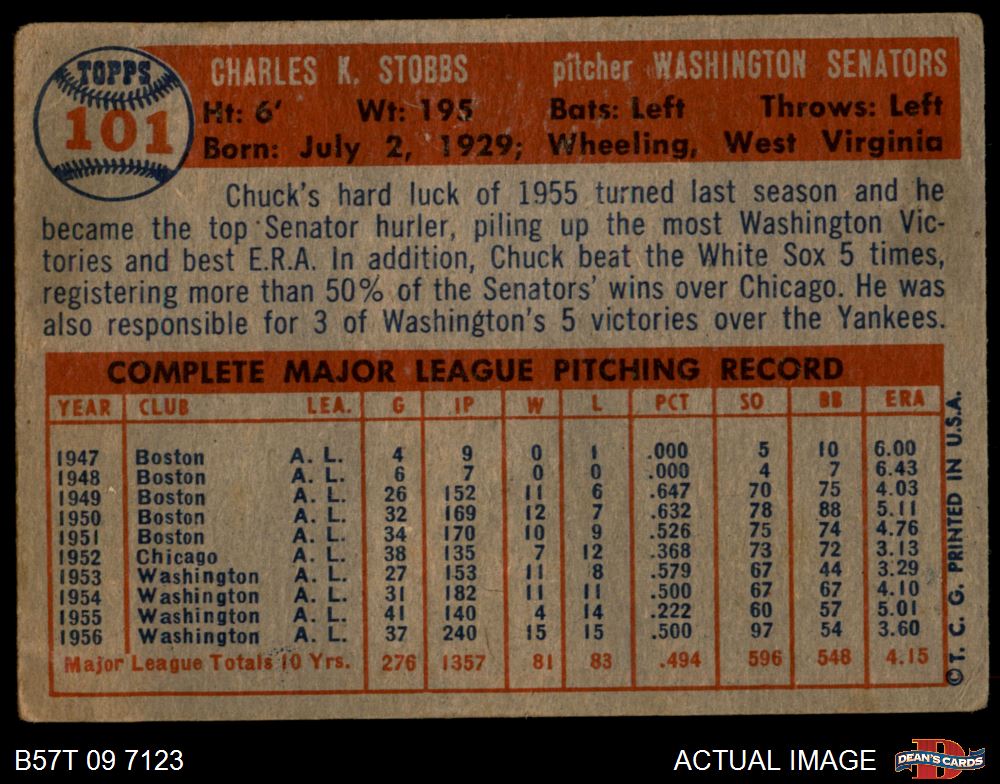 TOPPS
101
CHARLES K. STOBBS pitcher WASHINGTON SENATORS
Ht: 6' Wt: 195 Bats: Left Throws: Left
Born: July 2, 1929; Wheeling, West Virginia
Chuck's hard luck of 1955 turned last season and he
became the top Senator hurler, piling up the most Washington Vic-
tories and best E.R.A. In addition, Chuck beat the White Sox 5 times,
registering more than 50% of the Senators' wins over Chicago. He was
also responsible for 3 of Washington's 5 victories over the Yankees.
COMPLETE MAJOR LEAGUE PITCHING RECORD
YEAR CLUB LEA. G IP W L PCT SO BB ERA
1947 Boston A. L. 4 9 0 1 .000 5 10 6.00
1948 Boston A. L. 6 7 0 0 .000 4 7 6.43
1949 Boston A. L. 26 152 11 6 .647 70 75 4.03
1950 Boston A. L. 32 169 12 7 .632 78 88 5.11
1951 Boston A. L. 34 170 10 9 .526 75 74 4.76
1952 Chicago A. L. 38 135 7 12 .368 73 72 3.13
1953 Washington A. L. 27 153 11 8 .579 67 44 3.29
1954 Washington A. L. 31 182 11 11 .500 67 67 4.10
1955 Washington A. L. 41 140 4 14 .222 60 57 5.01
1956 Washington A. L. 37 240 15 15 .500 97 54 3.60
Major League Totals 10 Yrs. 276 1357 81 83 .494 596 548 4.15
©T. C. G. PRINTED IN U.S.A.
B57T 09 7123 ACTUAL IMAGE
DEAN'S CARDS